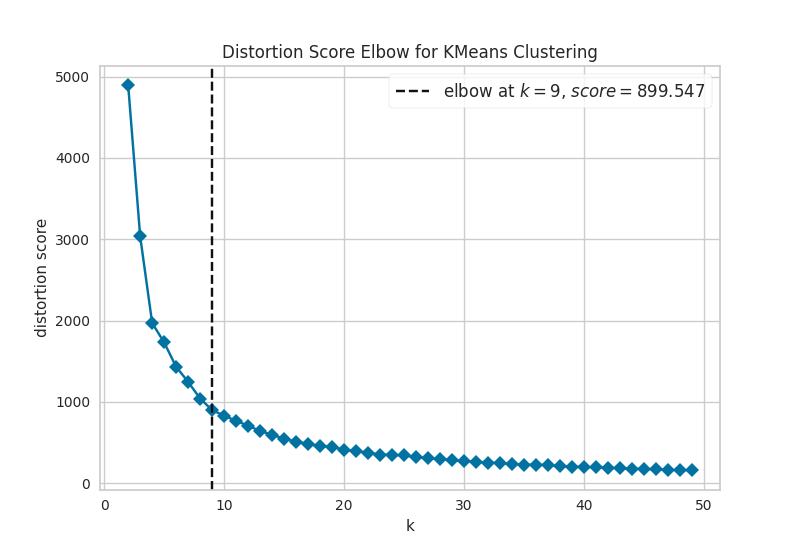 Distortion Score Elbow for KMeans Clustering
elbow at k = 9, score = 899.547
distortion score
5000
4000
3000
2000
1000
0
0 10 20 30 40 50
k